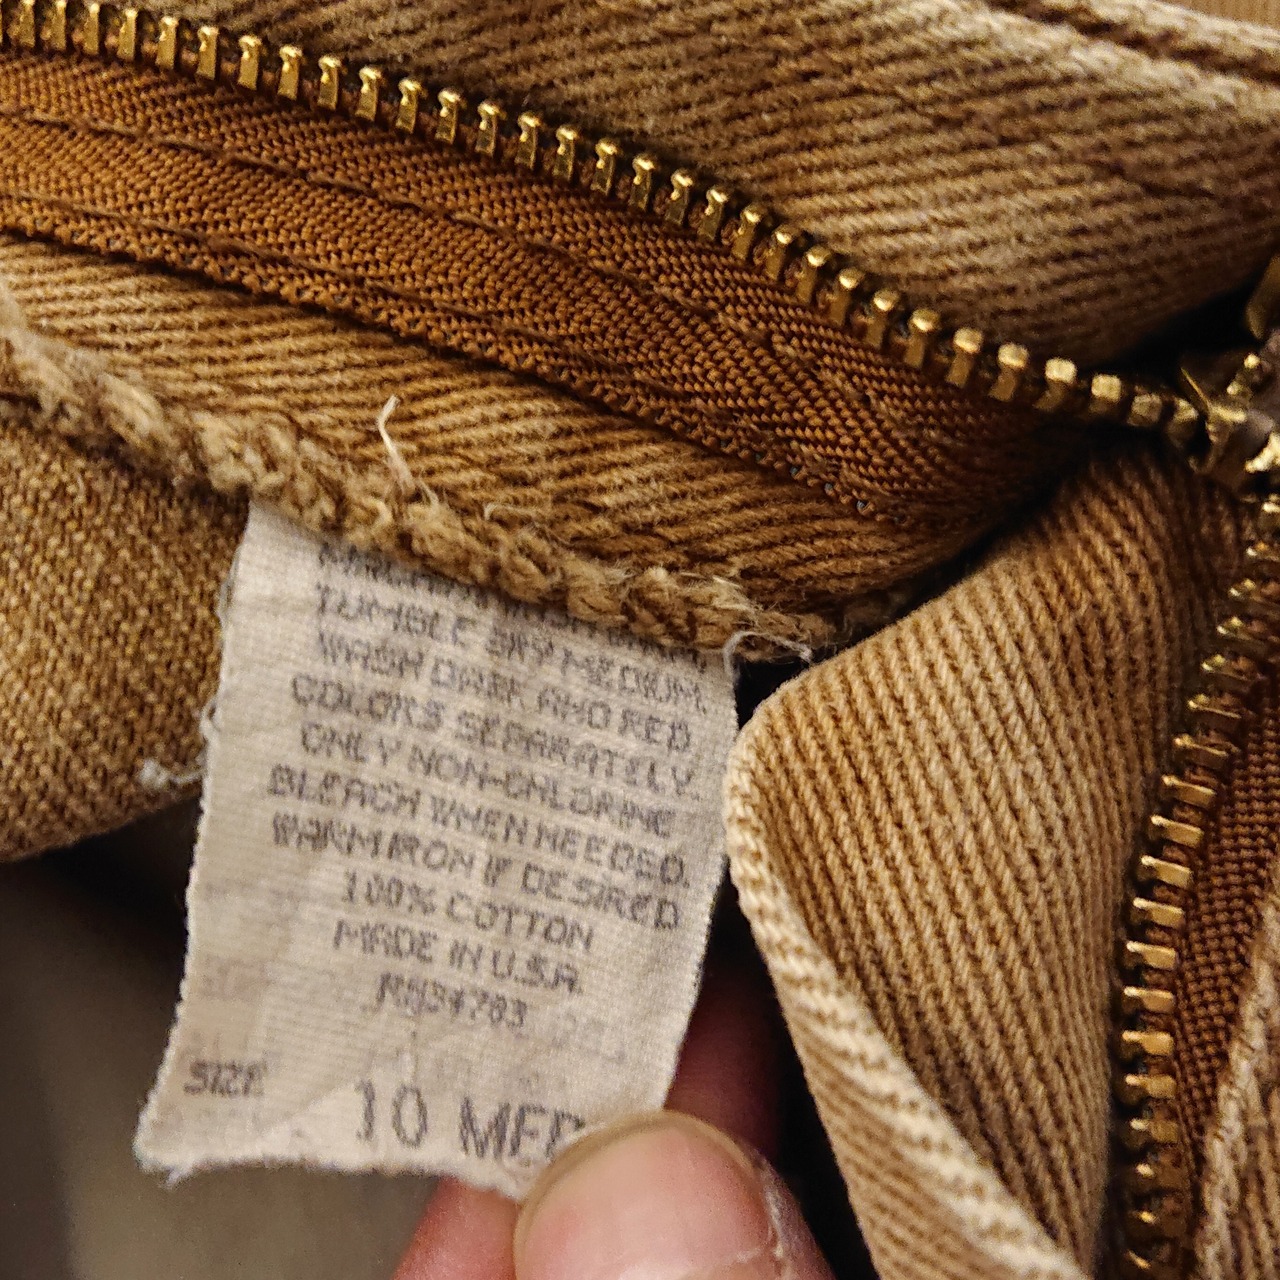 TUMBLE DRY MEDIUM.
WASH DARK AND RED
COLORS SEPARATELY.
ONLY NON-CHLORINE
BLEACH WHEN NEEDED.
WARM IRON IF DESIRED
100% COTTON
MADE IN U.S.A.
RN34783
SIZE 10 MED